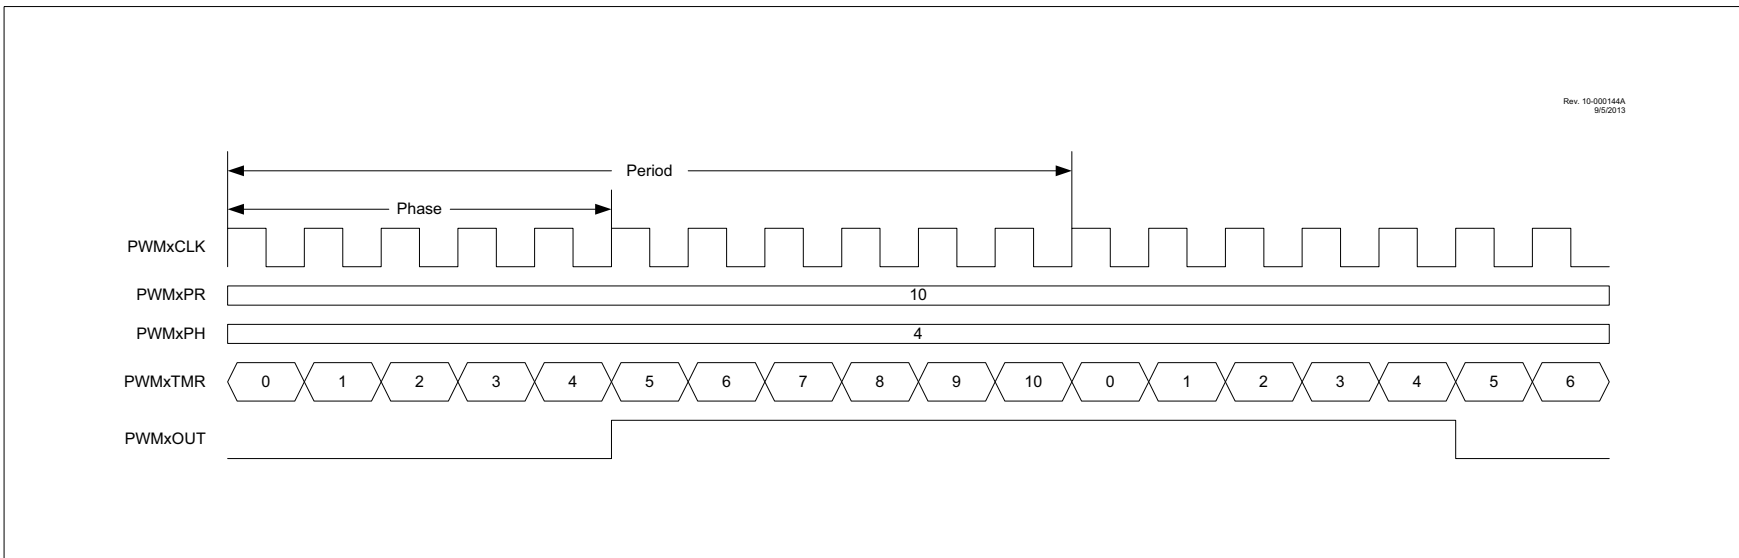 Rev. 10-000144A
9/5/2013
Period
Phase
PWMxCLK
PWMxPR 10
PWMxPH 4
PWMxTMR 0 1 2 3 4 5 6 7 8 9 10 0 1 2 3 4 5 6
PWMxOUT